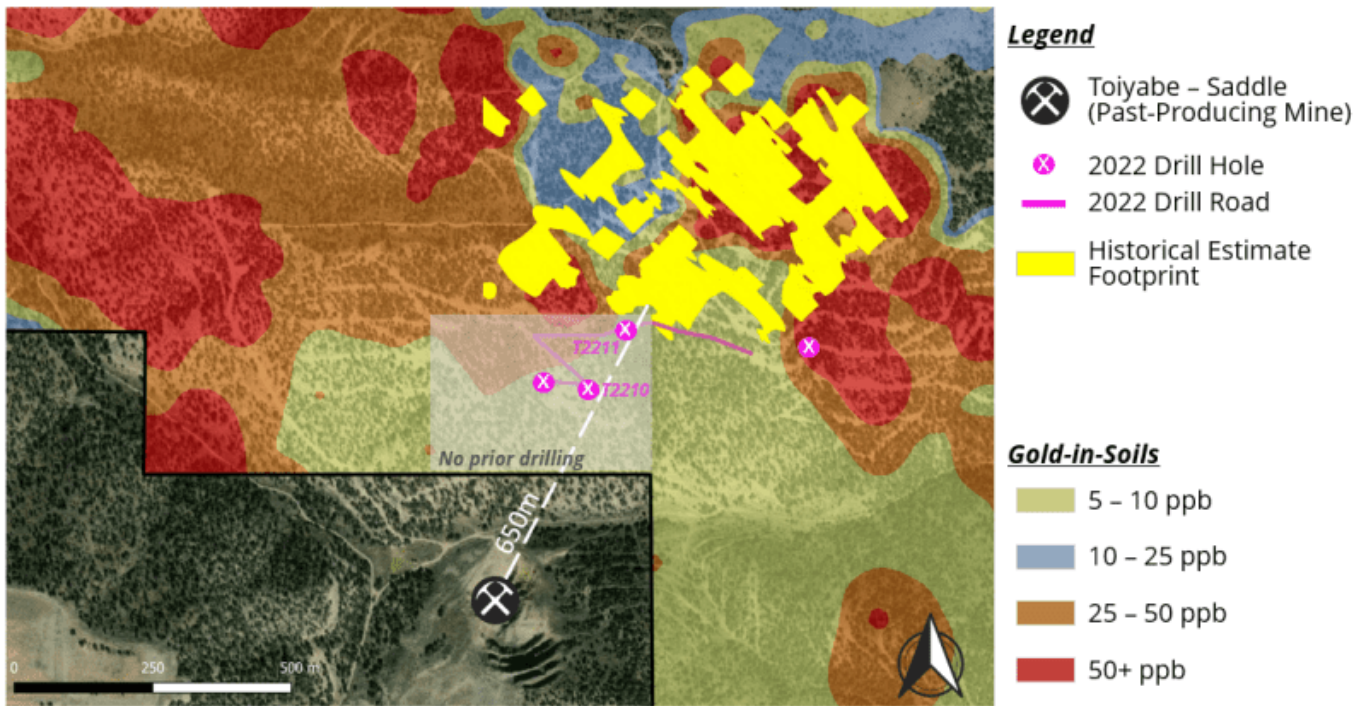 Legend
Toiyabe – Saddle
(Past-Producing Mine)
X
2022 Drill Hole
2022 Drill Road
Historical Estimate
Footprint
X
T2211
X
X
X
T2210
No prior drilling
650m
0
250
500 m
Gold-in-Soils
5 – 10 ppb
10 – 25 ppb
25 – 50 ppb
50+ ppb